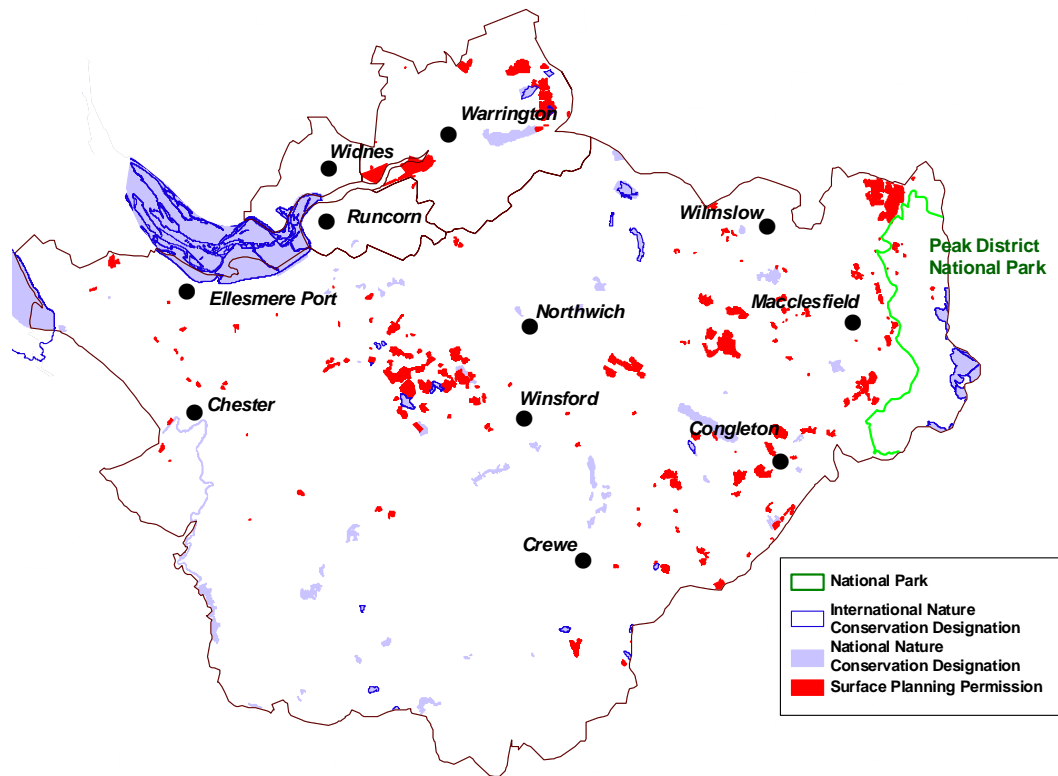 Warrington
Widnes
Runcorn
Wilmslow
Peak District
National Park
Ellesmere Port
Northwich
Macclesfield
Chester
Winsford
Congleton
Crewe
National Park
International Nature
Conservation Designation
National Nature
Conservation Designation
Surface Planning Permission